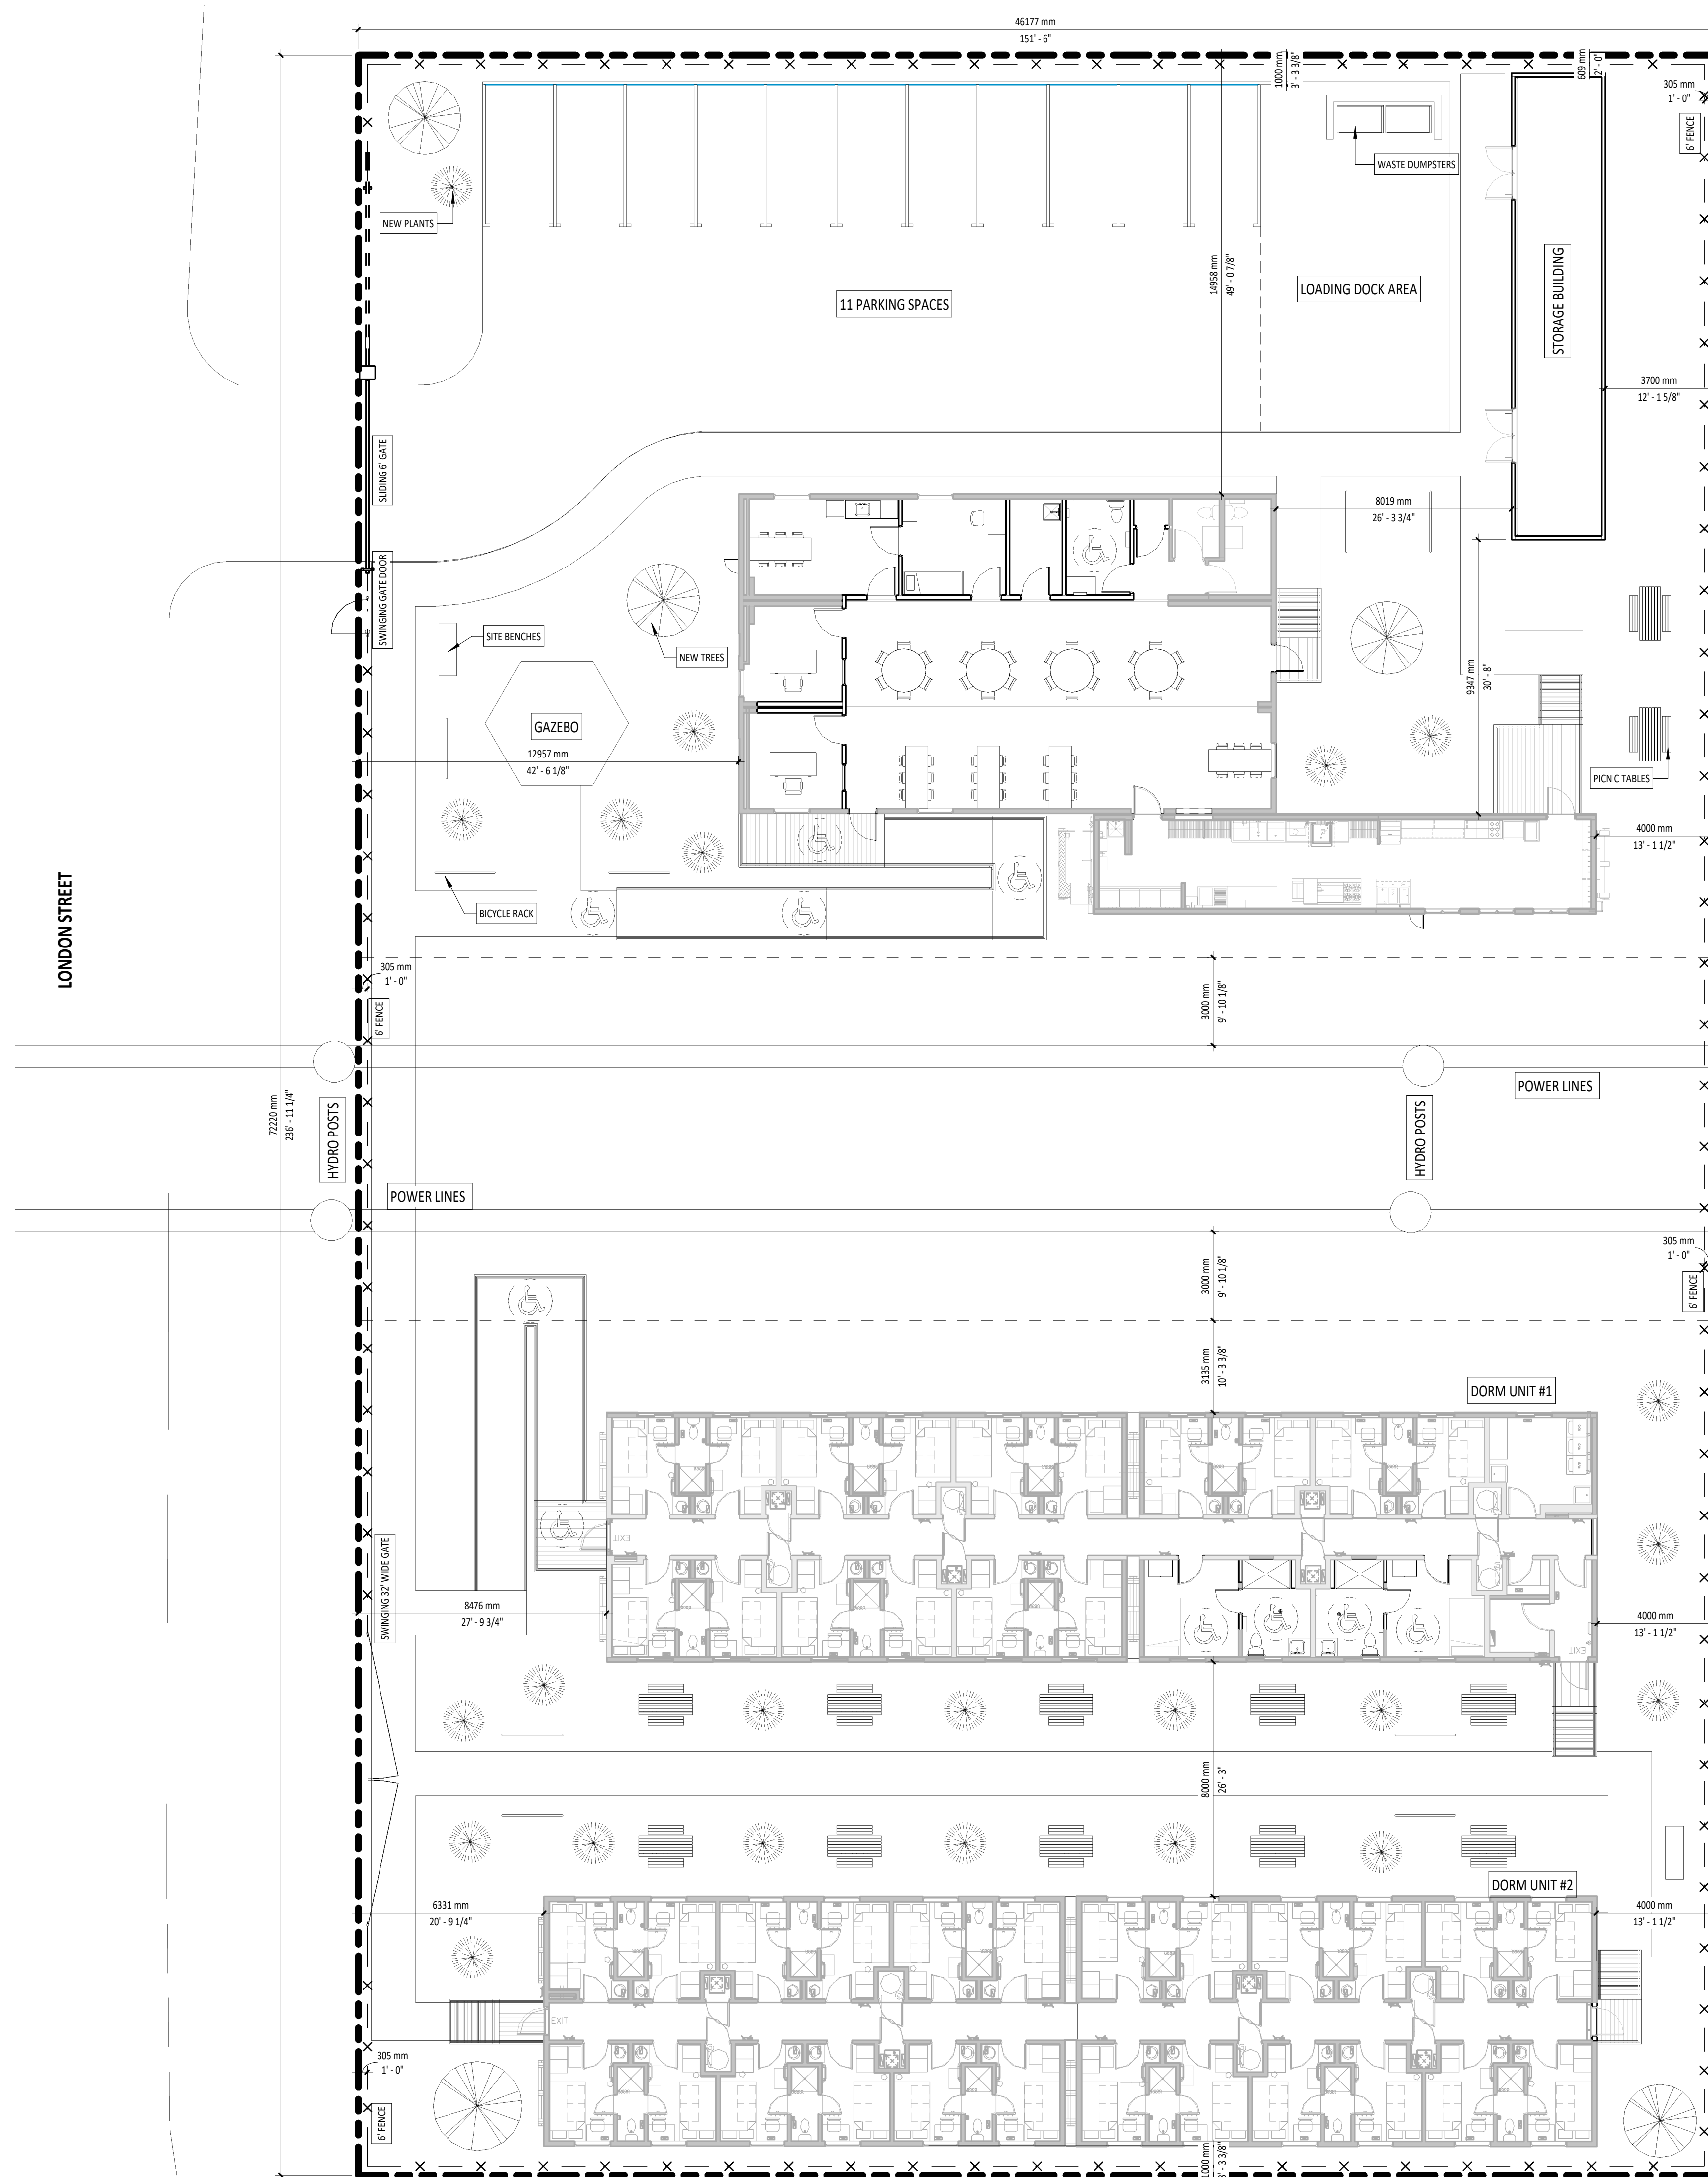 46177 mm
151' - 6"
1000 mm
3' - 3 3/8"
609 mm
2' - 0"
305 mm
1' - 0"
6' FENCE
WASTE DUMPSTERS
NEW PLANTS
14958 mm
49' - 0 7/8"
11 PARKING SPACES
LOADING DOCK AREA
STORAGE BUILDING
3700 mm
12' - 1 5/8"
SLIDING 6' GATE
8019 mm
26' - 3 3/4"
SWINGING GATE DOOR
SITE BENCHES
NEW TREES
9347 mm
30' - 8"
GAZEBO
12957 mm
42' - 6 1/8"
PICNIC TABLES
4000 mm
13' - 1 1/2"
LONDON STREET
BICYCLE RACK
305 mm
1' - 0"
6' FENCE
3000 mm
9' - 10 1/8"
72220 mm
236' - 11 1/4"
HYDRO POSTS
POWER LINES
HYDRO POSTS
POWER LINES
3000 mm
9' - 10 1/8"
305 mm
1' - 0"
6' FENCE
3135 mm
10' - 3 3/8"
DORM UNIT #1
EXIT
SWINGING 32' WIDE GATE
8476 mm
27' - 9 3/4"
4000 mm
13' - 1 1/2"
EXIT
8000 mm
26' - 3"
DORM UNIT #2
6331 mm
20' - 9 1/4"
4000 mm
13' - 1 1/2"
EXIT
305 mm
1' - 0"
6' FENCE
1000 mm
3' - 3 3/8"